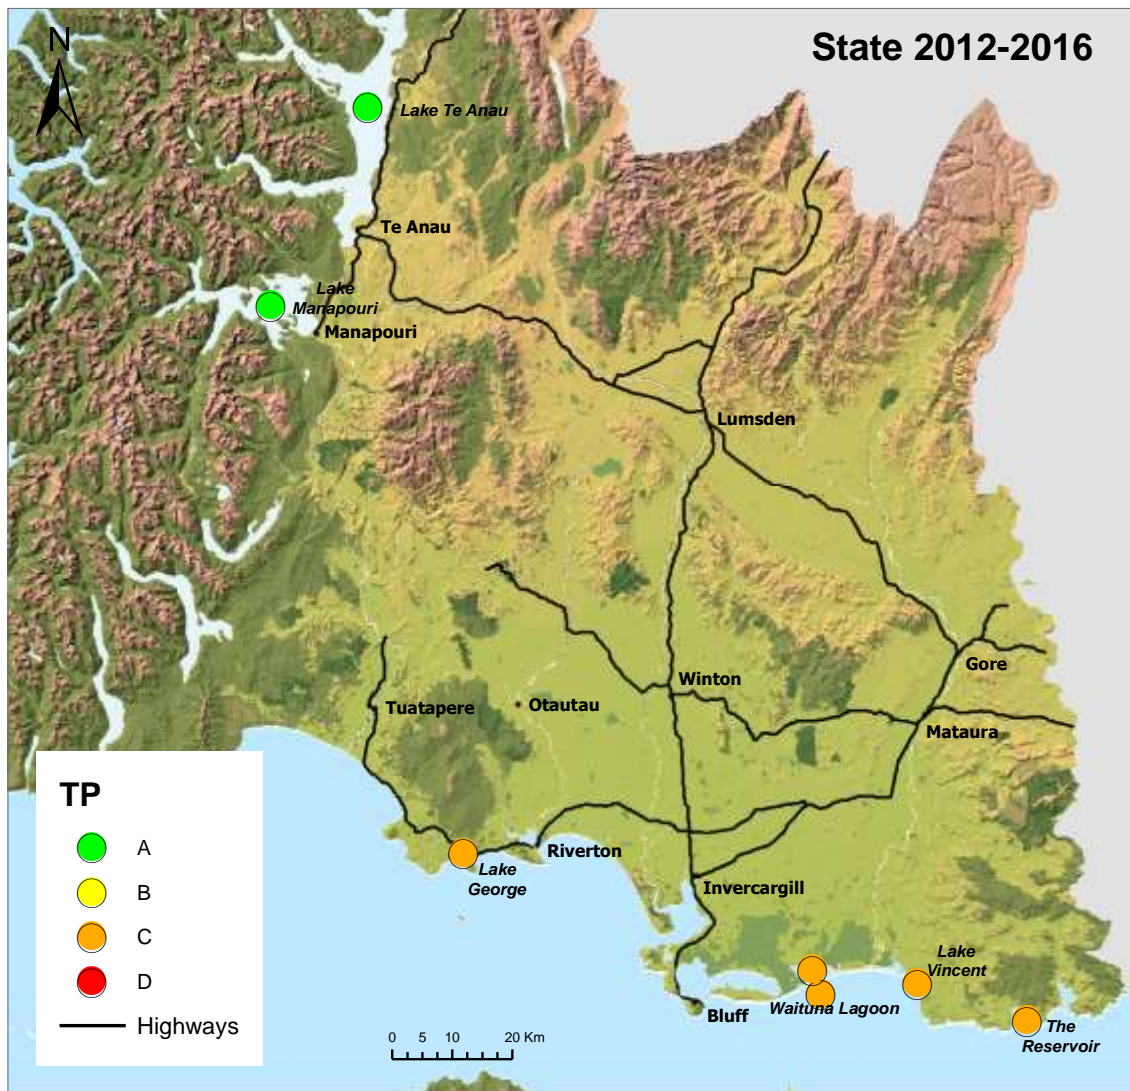 State 2012-2016
N
Lake Te Anau
Te Anau
Lake
Manapouri
Manapouri
Lumsden
Gore
Winton
Otautau
Tuatapere
Mataura
TP
A
B
C
D
Highways
Riverton
Lake
George
Invercargill
Lake
Vincent
Waituna Lagoon
Bluff
The
Reservoir
0 5 10 20 Km